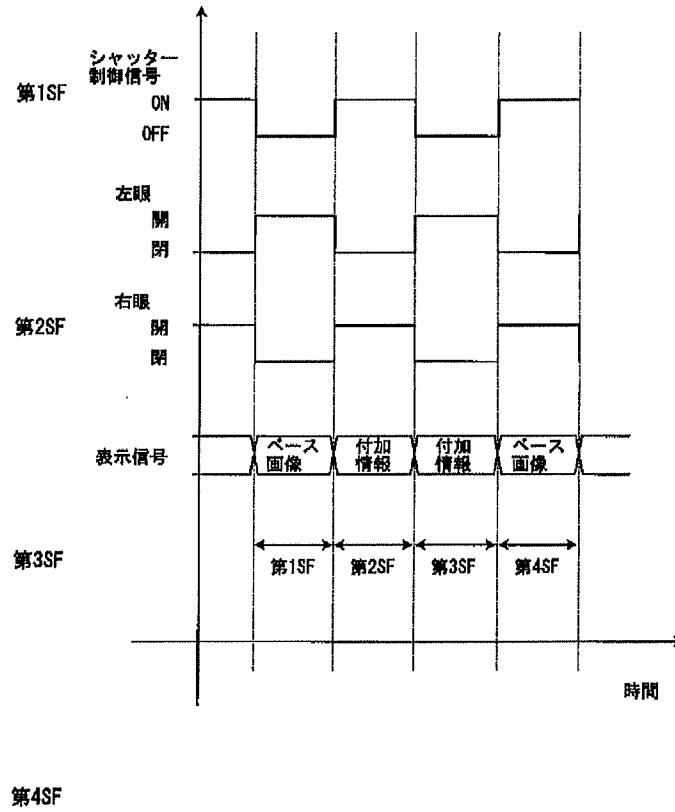 シャッター
制御信号
第1SF
ON
OFF
左眼
開
閉
右眼
第2SF
開
閉
表示信号
ベース
画像
付加
情報
付加
情報
ベース
画像
第3SF
第1SF
第2SF
第3SF
第4SF
時間
第4SF